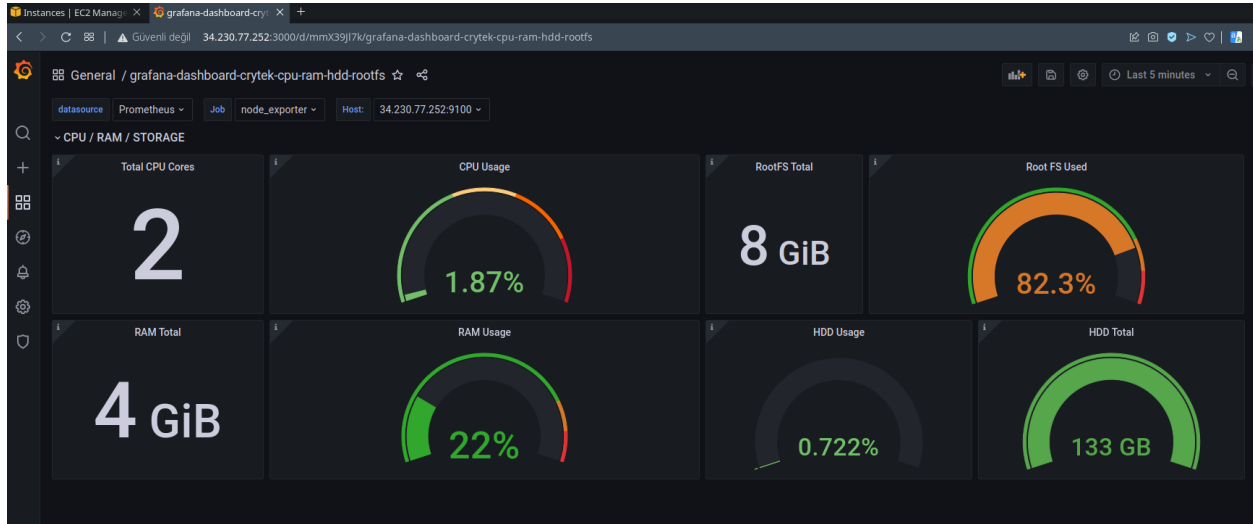 Instances | EC2 Manage
grafana-dashboard-cryt
Güvenli değil 34.230.77.252:3000/d/mmX39Jl7k/grafana-dashboard-crytek-cpu-ram-hdd-rootfs
General / grafana-dashboard-crytek-cpu-ram-hdd-rootfs
Last 5 minutes
datasource Prometheus Job node_exporter Host: 34.230.77.252:9100
CPU / RAM / STORAGE
Total CPU Cores
2
CPU Usage
1.87%
RootFS Total
8 GiB
Root FS Used
82.3%
RAM Total
4 GiB
RAM Usage
22%
HDD Usage
0.722%
HDD Total
133 GB